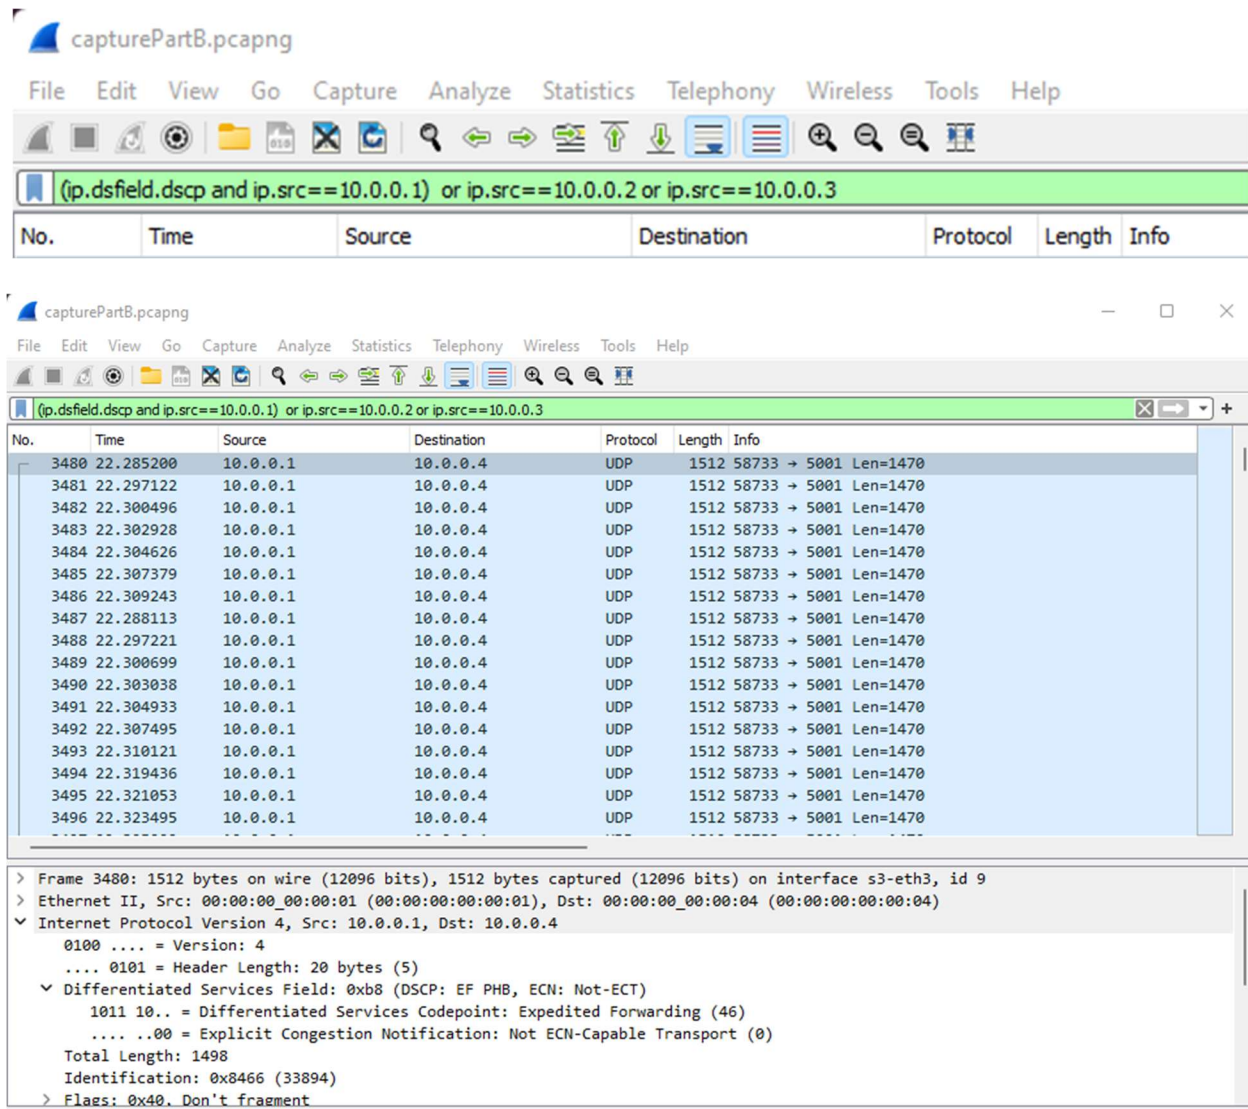 capturePartB.pcapng
File Edit View Go Capture Analyze Statistics Telephony Wireless Tools Help
(ip.dsfield.dscp and ip.src==10.0.0.1) or ip.src==10.0.0.2 or ip.src==10.0.0.3
No. Time Source Destination Protocol Length Info
capturePartB.pcapng
File Edit View Go Capture Analyze Statistics Telephony Wireless Tools Help
(ip.dsfield.dscp and ip.src==10.0.0.1) or ip.src==10.0.0.2 or ip.src==10.0.0.3
No. Time Source Destination Protocol Length Info
3480 22.285200 10.0.0.1 10.0.0.4 UDP 1512 58733 → 5001 Len=1470
3481 22.297122 10.0.0.1 10.0.0.4 UDP 1512 58733 → 5001 Len=1470
3482 22.300496 10.0.0.1 10.0.0.4 UDP 1512 58733 → 5001 Len=1470
3483 22.302928 10.0.0.1 10.0.0.4 UDP 1512 58733 → 5001 Len=1470
3484 22.304626 10.0.0.1 10.0.0.4 UDP 1512 58733 → 5001 Len=1470
3485 22.307379 10.0.0.1 10.0.0.4 UDP 1512 58733 → 5001 Len=1470
3486 22.309243 10.0.0.1 10.0.0.4 UDP 1512 58733 → 5001 Len=1470
3487 22.288113 10.0.0.1 10.0.0.4 UDP 1512 58733 → 5001 Len=1470
3488 22.297221 10.0.0.1 10.0.0.4 UDP 1512 58733 → 5001 Len=1470
3489 22.300699 10.0.0.1 10.0.0.4 UDP 1512 58733 → 5001 Len=1470
3490 22.303038 10.0.0.1 10.0.0.4 UDP 1512 58733 → 5001 Len=1470
3491 22.304933 10.0.0.1 10.0.0.4 UDP 1512 58733 → 5001 Len=1470
3492 22.307495 10.0.0.1 10.0.0.4 UDP 1512 58733 → 5001 Len=1470
3493 22.310121 10.0.0.1 10.0.0.4 UDP 1512 58733 → 5001 Len=1470
3494 22.319436 10.0.0.1 10.0.0.4 UDP 1512 58733 → 5001 Len=1470
3495 22.321053 10.0.0.1 10.0.0.4 UDP 1512 58733 → 5001 Len=1470
3496 22.323495 10.0.0.1 10.0.0.4 UDP 1512 58733 → 5001 Len=1470
Frame 3480: 1512 bytes on wire (12096 bits), 1512 bytes captured (12096 bits) on interface s3-eth3, id 9
Ethernet II, Src: 00:00:00_00:00:01 (00:00:00:00:00:01), Dst: 00:00:00_00:00:04 (00:00:00:00:00:04)
Internet Protocol Version 4, Src: 10.0.0.1, Dst: 10.0.0.4
0100 .... = Version: 4
.... 0101 = Header Length: 20 bytes (5)
Differentiated Services Field: 0xb8 (DSCP: EF PHB, ECN: Not-ECT)
1011 10.. = Differentiated Services Codepoint: Expedited Forwarding (46)
.... ..00 = Explicit Congestion Notification: Not ECN-Capable Transport (0)
Total Length: 1498
Identification: 0x8466 (33894)
Flags: 0x40, Don't fragment